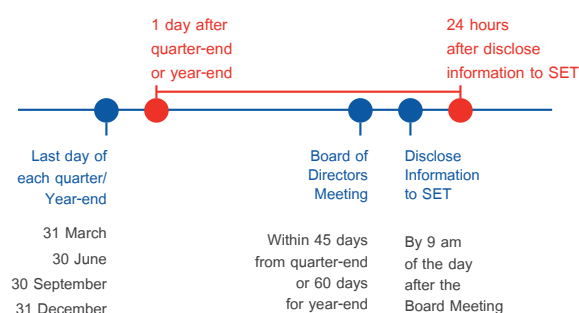 1 day after
quarter-end
or year-end
24 hours
after disclose
information to SET
Last day of
each quarter/
Year-end
Board of
Directors
Meeting
Disclose
Information
to SET
31 March
30 June
30 September
31 December
Within 45 days
from quarter-end
or 60 days
for year-end
By 9 am
of the day
after the
Board Meeting